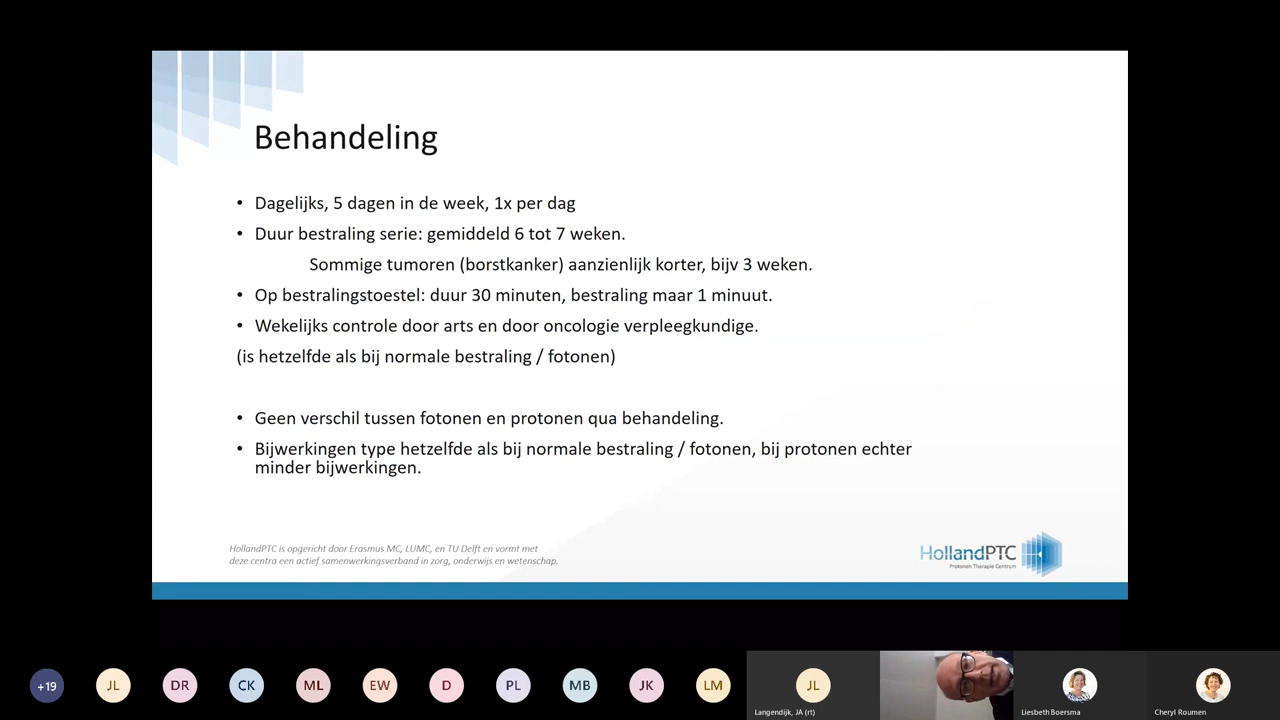 Behandeling
• Dagelijks, 5 dagen in de week, 1x per dag
• Duur bestraling serie: gemiddeld 6 tot 7 weken.
Sommige tumoren (borstkanker) aanzienlijk korter, bijv 3 weken.
• Op bestralingstoestel: duur 30 minuten, bestraling maar 1 minuut.
• Wekelijks controle door arts en door oncologie verpleegkundige.
(is hetzelfde als bij normale bestraling / fotonen)
• Geen verschil tussen fotonen en protonen qua behandeling.
• Bijwerkingen type hetzelfde als bij normale bestraling / fotonen, bij protonen echter
minder bijwerkingen.
HollandPTC is opgericht door Erasmus MC, LUMC, en TU Delft en vormt met
deze centra een actief samenwerkingsverband in zorg, onderwijs en wetenschap.
HollandPTC
Protonen Therapie Centrum
+19
JL
DR
CK
ML
EW
D
PL
MB
JK
LM
JL
Langendijk, JA (rt)
Liesbeth Boersma
Cheryl Roumen